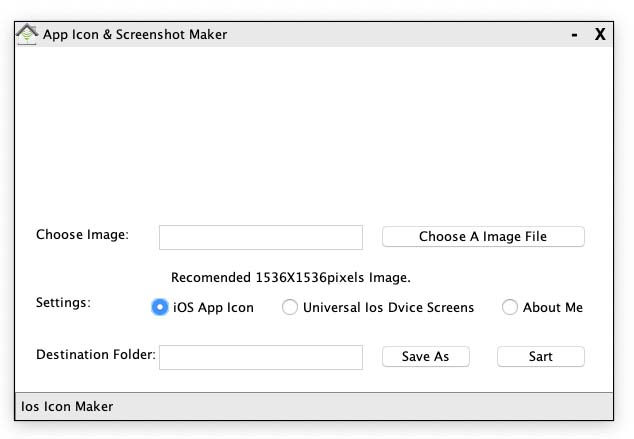 App Icon & Screenshot Maker - X
Choose Image: Choose A Image File
Recomended 1536X1536pixels Image.
Settings: iOS App Icon Universal Ios Dvice Screens About Me
Destination Folder: Save As Sart
Ios Icon Maker